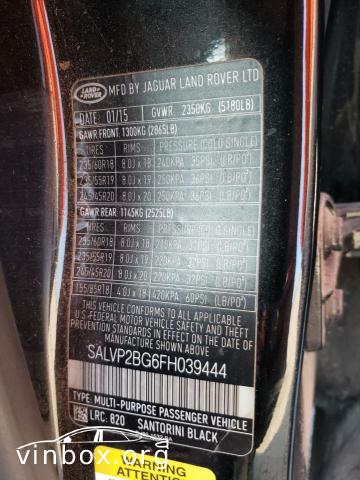 LAND ROVER
MFD BY JAGUAR LAND ROVER LTD
DATE 01/15 GVWR 2350KG (5180LB)
GAWR FRONT: 1300KG (2865LB)
TIRES RIMS PRESSURE (COLD SINGLE)
235/60R18 8.0J x 18 240KPA 35PSI (LB/PO²)
235/55R19 8.0J x 19 250KPA 36PSI (LB/PO²)
245/45R20 8.0J x 20 250KPA 36PSI (LB/PO²)
GAWR REAR: 1145KG (2525LB)
TIRES RIMS PRESSURE (COLD SINGLE)
235/60R18 8.0J x 18 210KPA 31PSI (LB/PO²)
235/55R19 8.0J x 19 220KPA 32PSI (LB/PO²)
245/45R20 8.0J x 20 220KPA 32PSI (LB/PO²)
155/85R18 4.0J x 18 420KPA 60PSI (LB/PO²)
THIS VEHICLE CONFORMS TO ALL APPLICABLE
U.S. FEDERAL MOTOR VEHICLE SAFETY AND
THEFT PREVENTION STANDARDS IN
EFFECT ON THE DATE OF
MANUFACTURE SHOWN ABOVE
SALVP2BG6FH039444
TYPE: MULTI-PURPOSE PASSENGER VEHICLE
LRC: 820 SANTORINI BLACK
WARNING
ATTENTION
vinbox.org